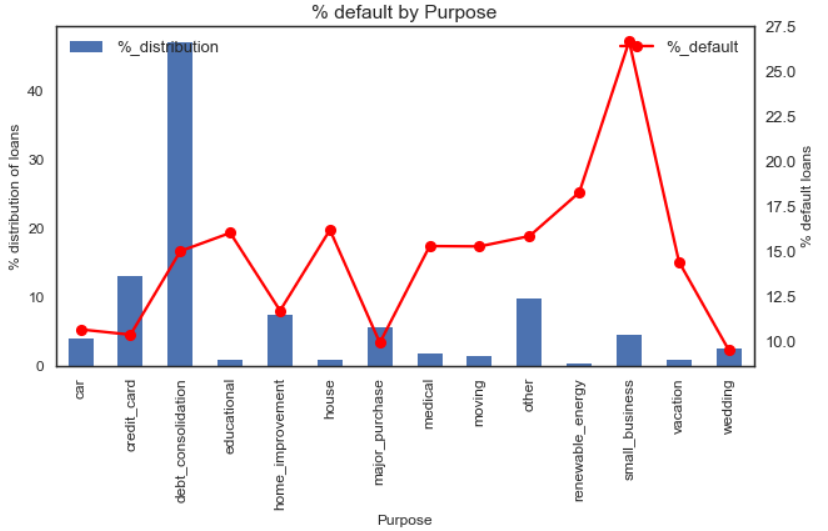 % default by Purpose
%_distribution
%_default
% distribution of loans
40
30
20
10
0
27.5
25.0
22.5
20.0
17.5
15.0
12.5
10.0
% default loans
car
credit_card
debt_consolidation
educational
home_improvement
house
major_purchase
medical
moving
other
renewable_energy
small_business
vacation
wedding
Purpose